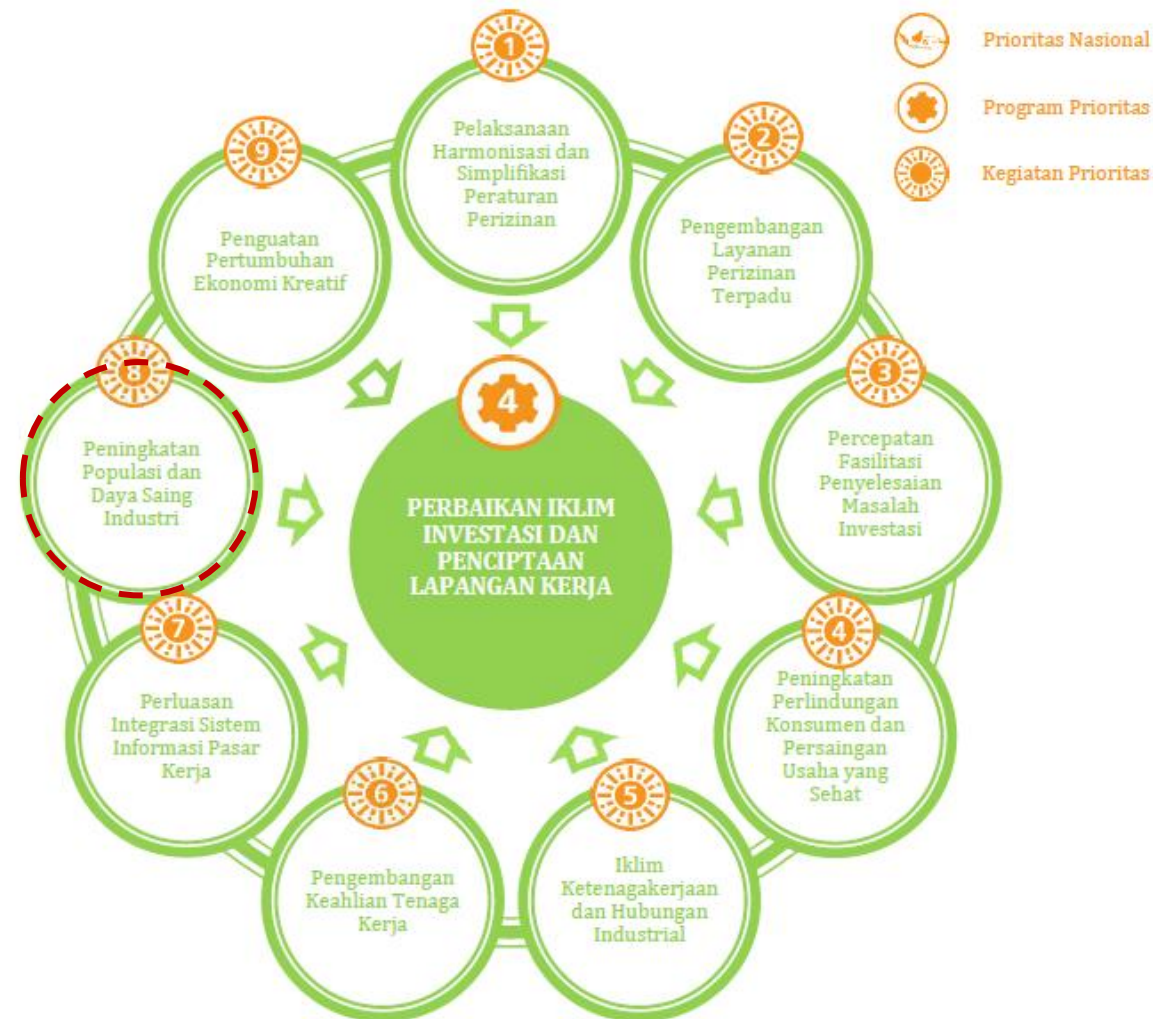 Prioritas Nasional
Program Prioritas
Kegiatan Prioritas
1
Pelaksanaan
Harmonisasi dan
Simplifikasi
Peraturan
Perizinan
2
Pengembangan
Layanan
Perizinan
Terpadu
3
Percepatan
Fasilitasi
Penyelesaian
Masalah
Investasi
4
Peningkatan
Perlindungan
Konsumen dan
Persaingan
Usaha yang
Sehat
5
Iklim
Ketenagakerjaan
dan Hubungan
Industrial
6
Pengembangan
Keahlian Tenaga
Kerja
7
Perluasan
Integrasi Sistem
Informasi Pasar
Kerja
8
Peningkatan
Populasi dan
Daya Saing
Industri
9
Penguatan
Pertumbuhan
Ekonomi Kreatif
4
PERBAIKAN IKLIM
INVESTASI DAN
PENCIPTAAN
LAPANGAN KERJA